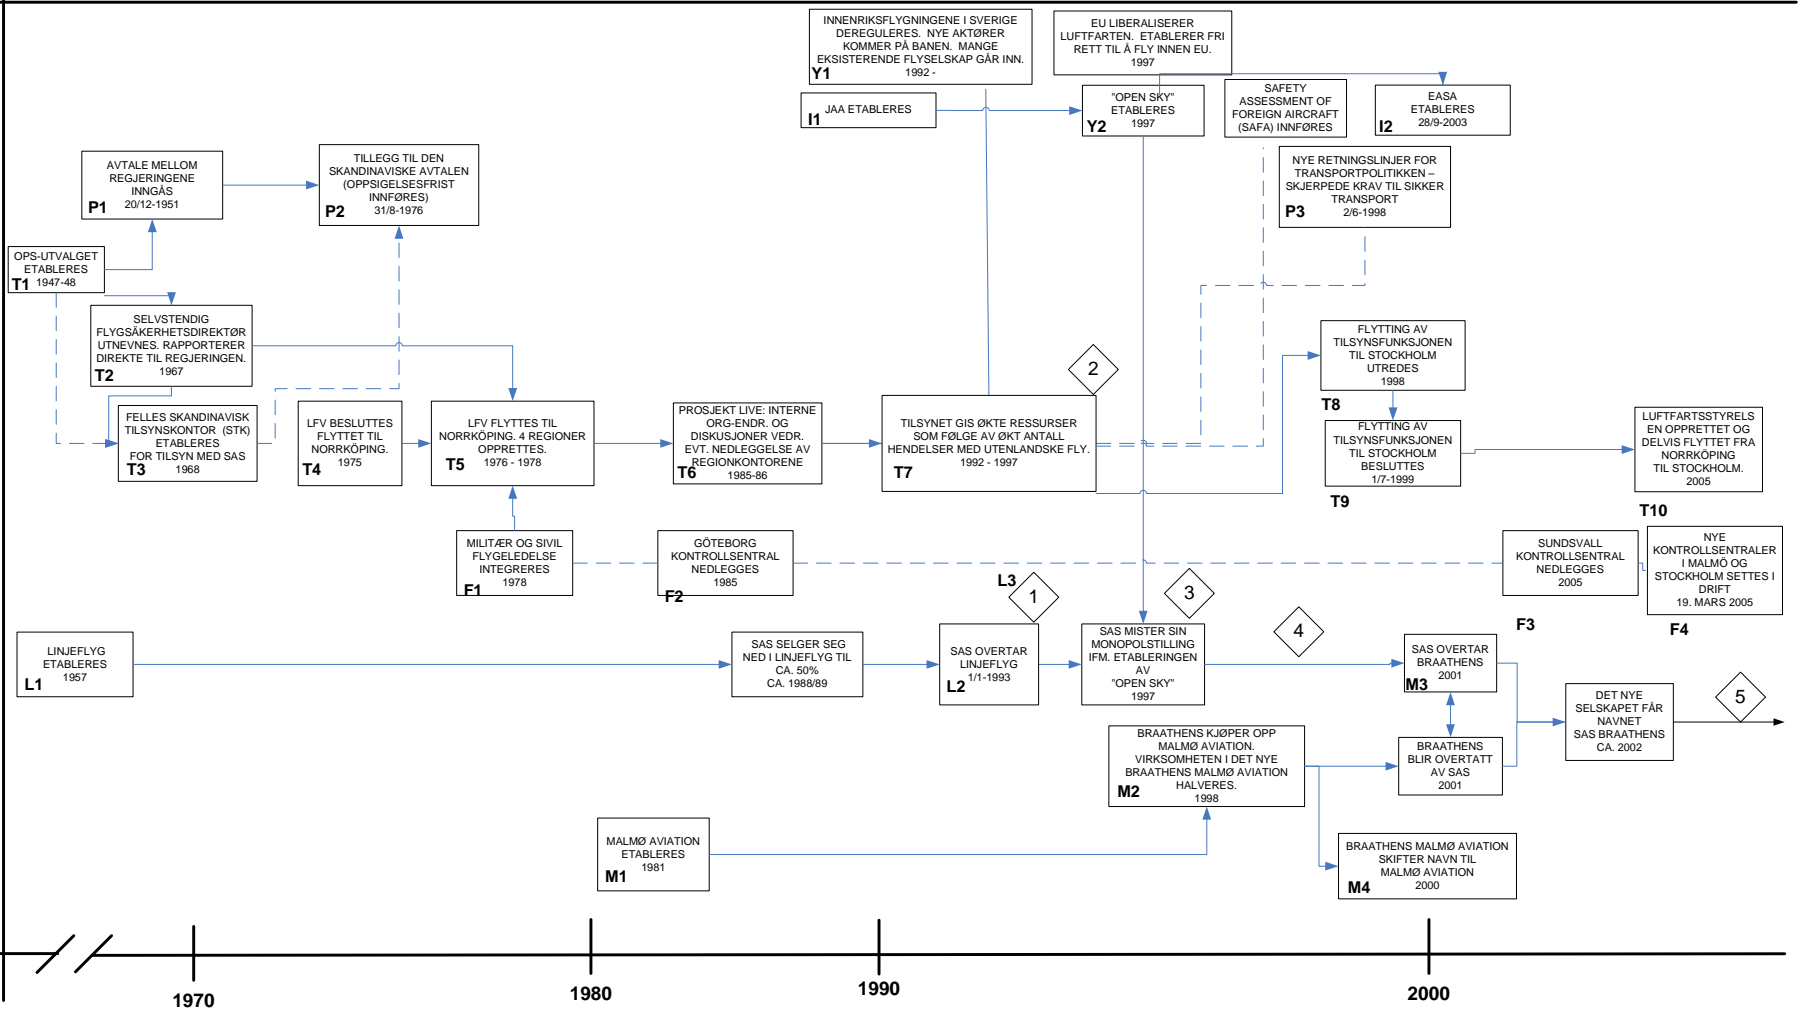 INNENRIKSFLYGNINGENE I SVERIGE
DEREGULERES. NYE AKTØRER
KOMMER PÅ BANEN. MANGE
EKSISTERENDE FLYSELSKAP GÅR INN.
1992 -
Y1
EU LIBERALISERER
LUFTFARTEN. ETABLERER FRI
RETT TIL Å FLY INNEN EU.
1997
JAA ETABLERES
I1
"OPEN SKY"
ETABLERES
1997
Y2
SAFETY
ASSESSMENT OF
FOREIGN AIRCRAFT
(SAFA) INNFØRES
EASA
ETABLERES
28/9-2003
I2
AVTALE MELLOM
REGJERINGENE
INNGÅS
20/12-1951
P1
TILLEGG TIL DEN
SKANDINAVISKE AVTALEN
(OPPSIGELSESFRIST
INNFØRES)
31/8-1976
P2
NYE RETNINGSLINJER FOR
TRANSPORTPOLITIKKEN –
SKJERPEDE KRAV TIL SIKKER
TRANSPORT
2/6-1998
P3
OPS-UTVALGET
ETABLERES
1947-48
T1
SELVSTENDIG
FLYGSÄKERHETSDIREKTØR
UTNEVNES. RAPPORTERER
DIREKTE TIL REGJERINGEN.
1967
T2
FELLES SKANDINAVISK
TILSYNSKONTOR (STK)
ETABLERES
FOR TILSYN MED SAS
1968
T3
LFV BESLUTTES
FLYTTET TIL
NORRKÖPING.
1975
T4
LFV FLYTTES TIL
NORRKÖPING. 4 REGIONER
OPPRETTES.
1976 - 1978
T5
PROSJEKT LIVE: INTERNE
ORG-ENDR. OG
DISKUSJONER VEDR.
EVT. NEDLEGGELSE AV
REGIONKONTORENE
1985-86
T6
2
TILSYNET GIS ØKTE RESSURSER
SOM FØLGE AV ØKT ANTALL
HENDELSER MED UTENLANDSKE FLY.
1992 - 1997
T7
FLYTTING AV
TILSYNSFUNKSJONEN
TIL STOCKHOLM
UTREDES
1998
T8
FLYTTING AV
TILSYNSFUNKSJONEN
TIL STOCKHOLM
BESLUTTES
1/7-1999
T9
LUFTFARTSSTYRELS
EN OPPRETTET OG
DELVIS FLYTTET FRA
NORRKÖPING
TIL STOCKHOLM.
2005
T10
MILITÆR OG SIVIL
FLYGELEDELSE
INTEGRERES
1978
F1
GÖTEBORG
KONTROLLSENTRAL
NEDLEGGES
1985
F2
SUNDSVALL
KONTROLLSENTRAL
NEDLEGGES
2005
F3
NYE
KONTROLLSENTRALER
I MALMÖ OG
STOCKHOLM SETTES I
DRIFT
19. MARS 2005
F4
LINJEFLYG
ETABLERES
1957
L1
SAS SELGER SEG
NED I LINJEFLYG TIL
CA. 50%
CA. 1988/89
L3
1
SAS OVERTAR
LINJEFLYG
1/1-1993
L2
3
SAS MISTER SIN
MONOPOLSTILLING
IFM. ETABLERINGEN
AV
"OPEN SKY"
1997
4
SAS OVERTAR
BRAATHENS
2001
M3
BRAATHENS
BLIR OVERTATT
AV SAS
2001
DET NYE
SELSKAPET FÅR
NAVNET
SAS BRAATHENS
CA. 2002
5
BRAATHENS KJØPER OPP
MALMØ AVIATION.
VIRKSOMHETEN I DET NYE
BRAATHENS MALMØ AVIATION
HALVERES.
1998
M2
MALMØ AVIATION
ETABLERES
1981
M1
BRAATHENS MALMØ AVIATION
SKIFTER NAVN TIL
MALMØ AVIATION
2000
M4
1970
1980
1990
2000